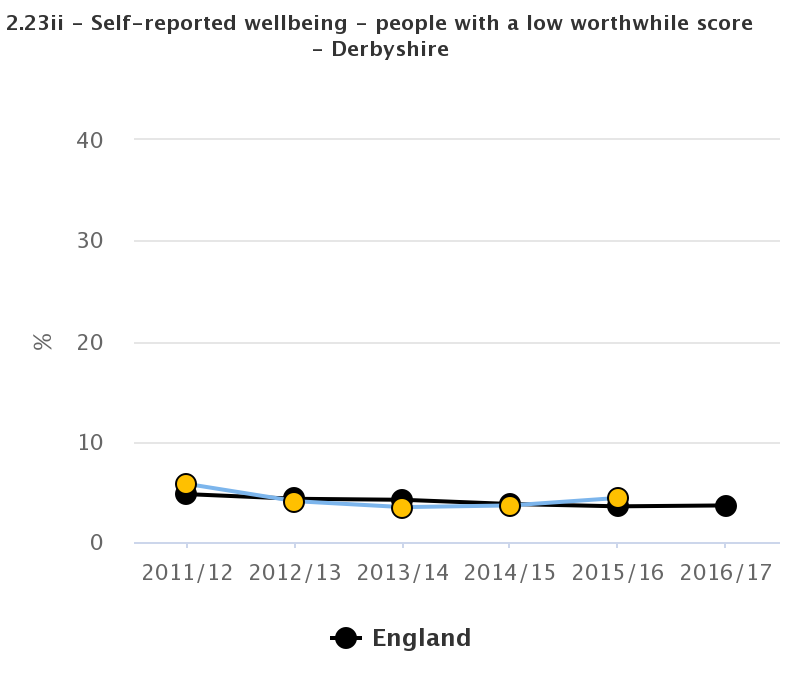 2.23ii – Self-reported wellbeing – people with a low worthwhile score
– Derbyshire
40
30
%
20
10
0
2011/12 2012/13 2013/14 2014/15 2015/16 2016/17
England